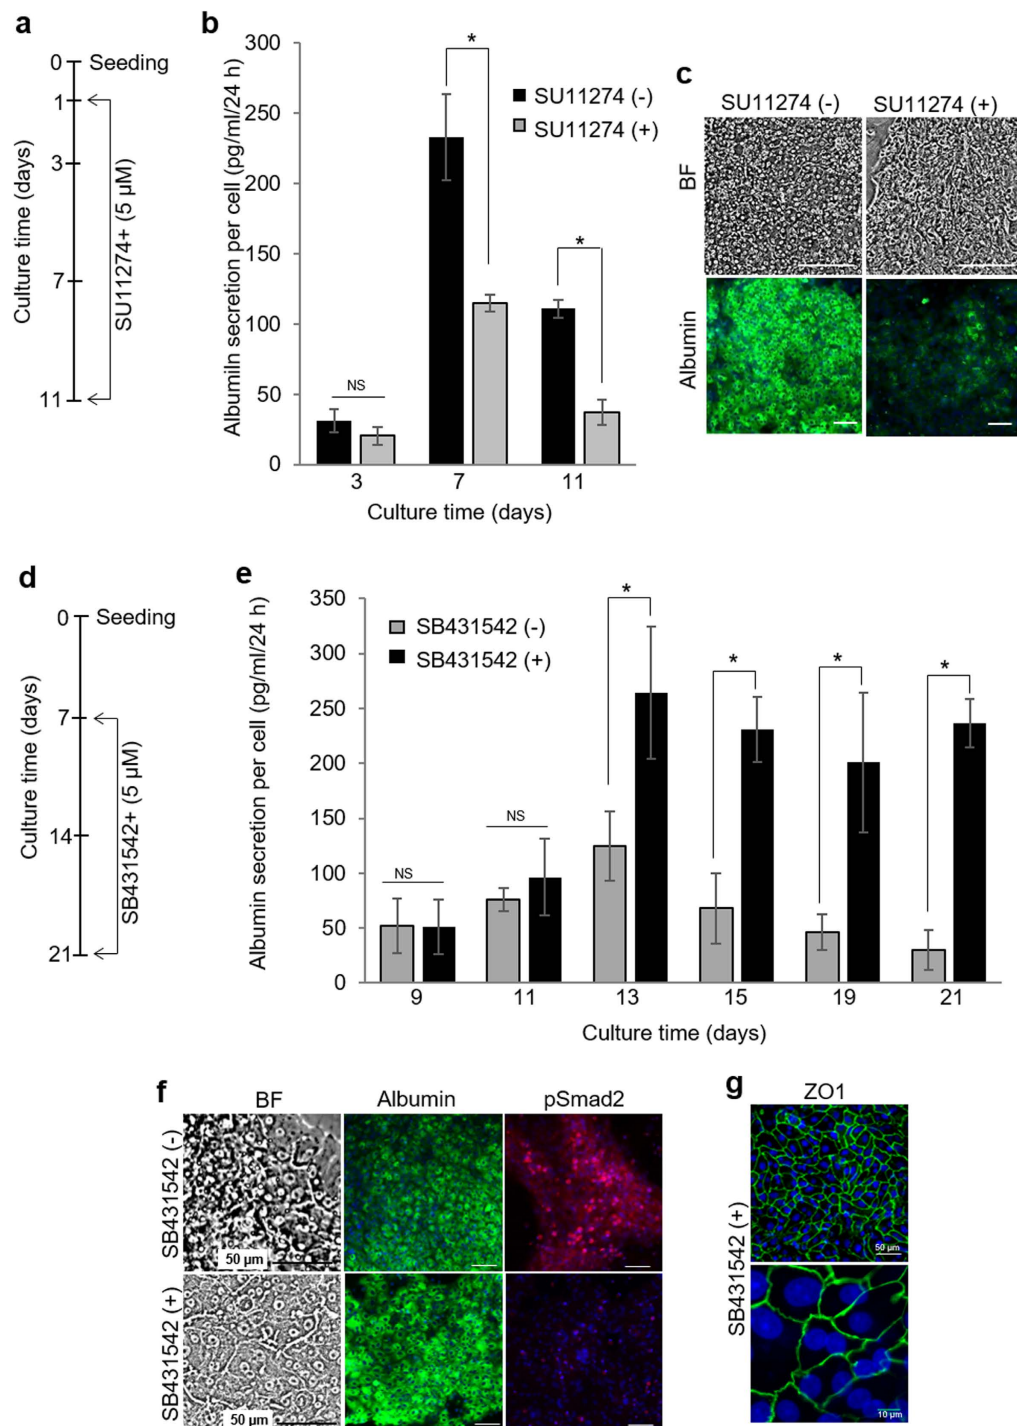 a
0 Seeding
1
3
7
11
Culture time (days)
SU11274+ (5 µM)
b
300
250
200
150
100
50
0
Albumiln secretion per cell (pg/ml/24 h)
SU11274 (-)
SU11274 (+)
NS
*
*
3 7 11
Culture time (days)
c
SU11274 (-) SU11274 (+)
BF
Albumin
d
0 Seeding
7
14
21
Culture time (days)
SB431542+ (5 µM)
e
350
300
250
200
150
100
50
0
Albumin secretion per cell (pg/ml/24 h)
SB431542 (-)
SB431542 (+)
NS
NS
*
*
*
*
9 11 13 15 19 21
Culture time (days)
f
BF Albumin pSmad2
SB431542 (-)
50 µm
SB431542 (+)
50 µm
g
ZO1
SB431542 (+)
50 µm
10 µm